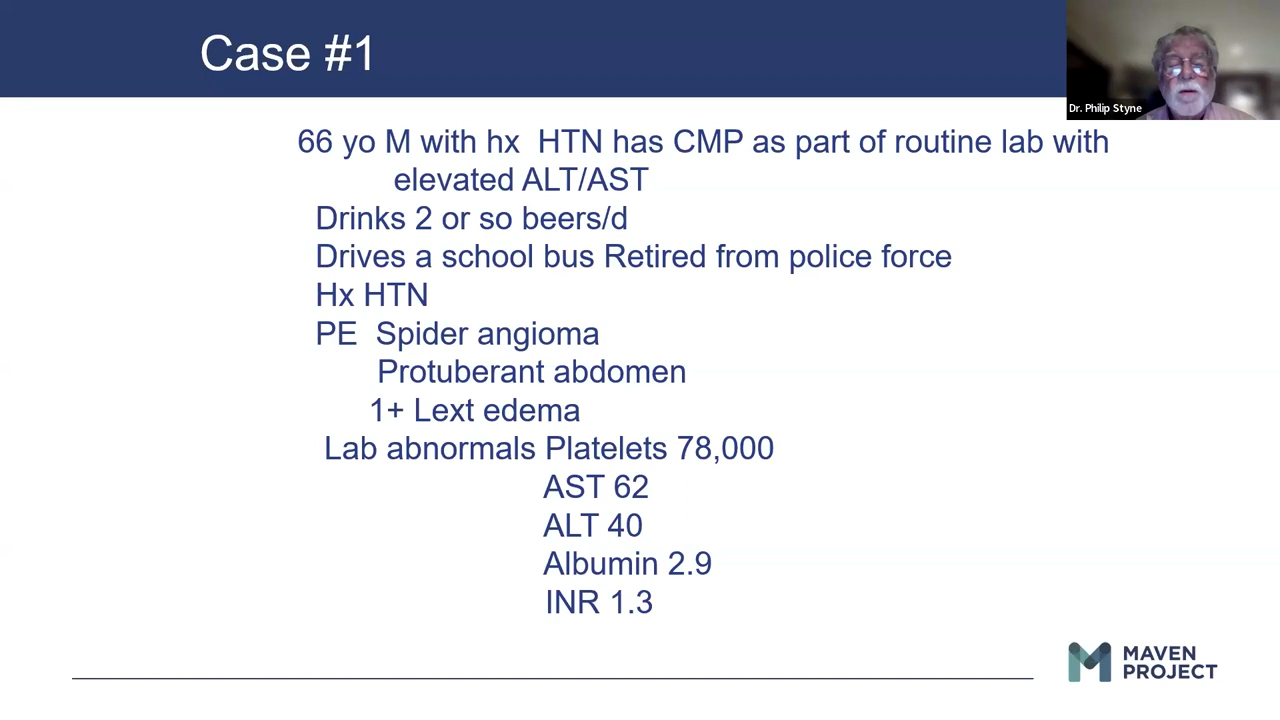 Case #1
Dr. Philip Styne
66 yo M with hx HTN has CMP as part of routine lab with
elevated ALT/AST
Drinks 2 or so beers/d
Drives a school bus Retired from police force
Hx HTN
PE Spider angioma
Protuberant abdomen
1+ Lext edema
Lab abnormals Platelets 78,000
AST 62
ALT 40
Albumin 2.9
INR 1.3
MAVEN
PROJECT